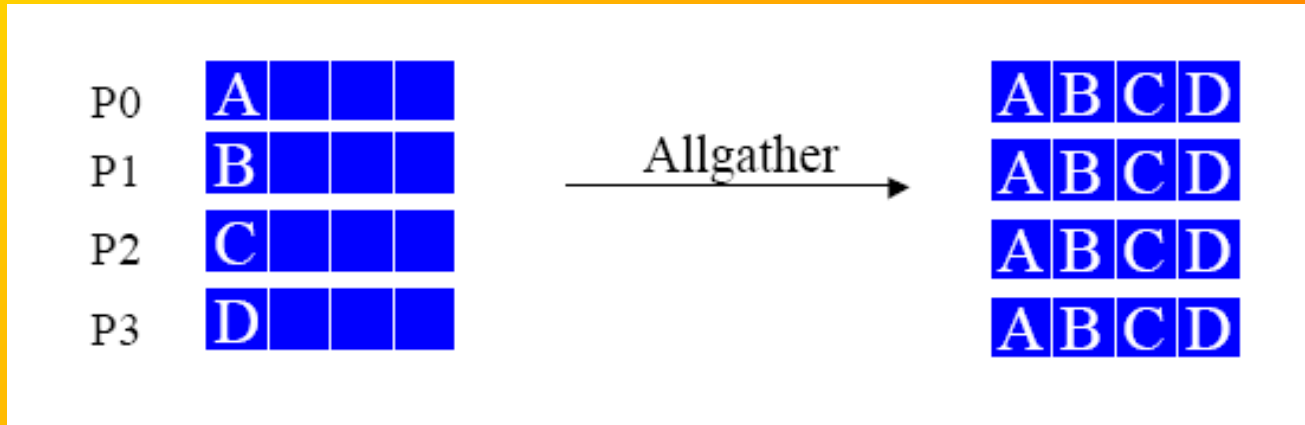 P0 A A B C D
Allgather
P1 B A B C D
P2 C A B C D
P3 D A B C D